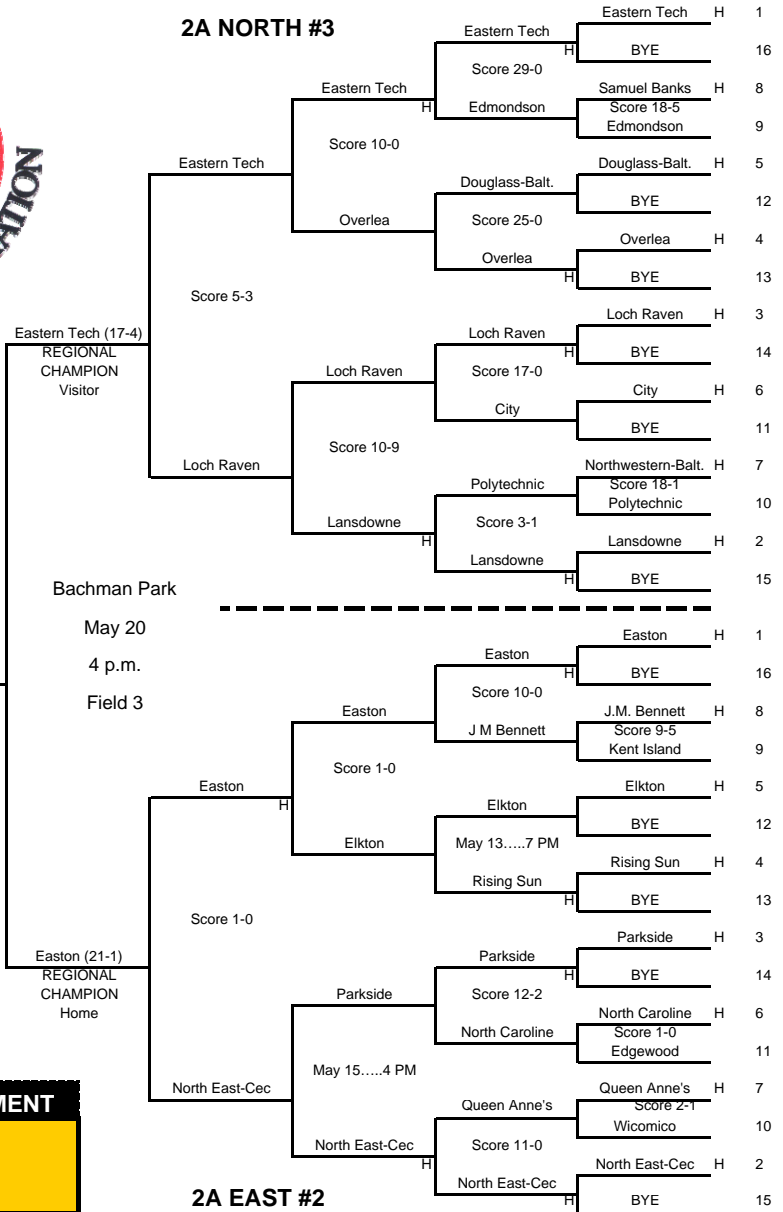 2A NORTH #3
Eastern Tech H 1
Eastern Tech
H BYE 16
Score 29-0
Eastern Tech
H
Samuel Banks H 8
Edmondson Score 18-5
Edmondson 9
Score 10-0
Eastern Tech
Douglass-Balt. H 5
Douglass-Balt.
BYE 12
Overlea Score 25-0
Overlea H 4
Overlea
H BYE 13
Score 5-3
Loch Raven H 3
Eastern Tech (17-4) Loch Raven
REGIONAL H BYE 14
CHAMPION
Visitor
Loch Raven Score 17-0
City H 6
City
BYE 11
Score 10-9
Loch Raven
Northwestern-Balt. H 7
Polytechnic Score 18-1
Polytechnic 10
Lansdowne Score 3-1
H
Lansdowne H 2
Lansdowne
H BYE 15
Bachman Park
May 20
4 p.m.
Field 3
Easton H 1
Easton
H BYE 16
Score 10-0
Easton
J.M. Bennett H 8
J M Bennett Score 9-5
Kent Island 9
Score 1-0
Easton
H
Elkton H 5
Elkton
BYE 12
Elkton May 13…..7 PM
Rising Sun H 4
Rising Sun
H BYE 13
Score 1-0
Parkside H 3
Easton (21-1) Parkside
REGIONAL H BYE 14
CHAMPION
Home
Parkside Score 12-2
North Caroline H 6
North Caroline Score 1-0
Edgewood 11
May 15…..4 PM
North East-Cec
Queen Anne's H 7
Queen Anne's Score 2-1
Wicomico 10
North East-Cec Score 11-0
H
North East-Cec H 2
North East-Cec
H BYE 15
2A EAST #2